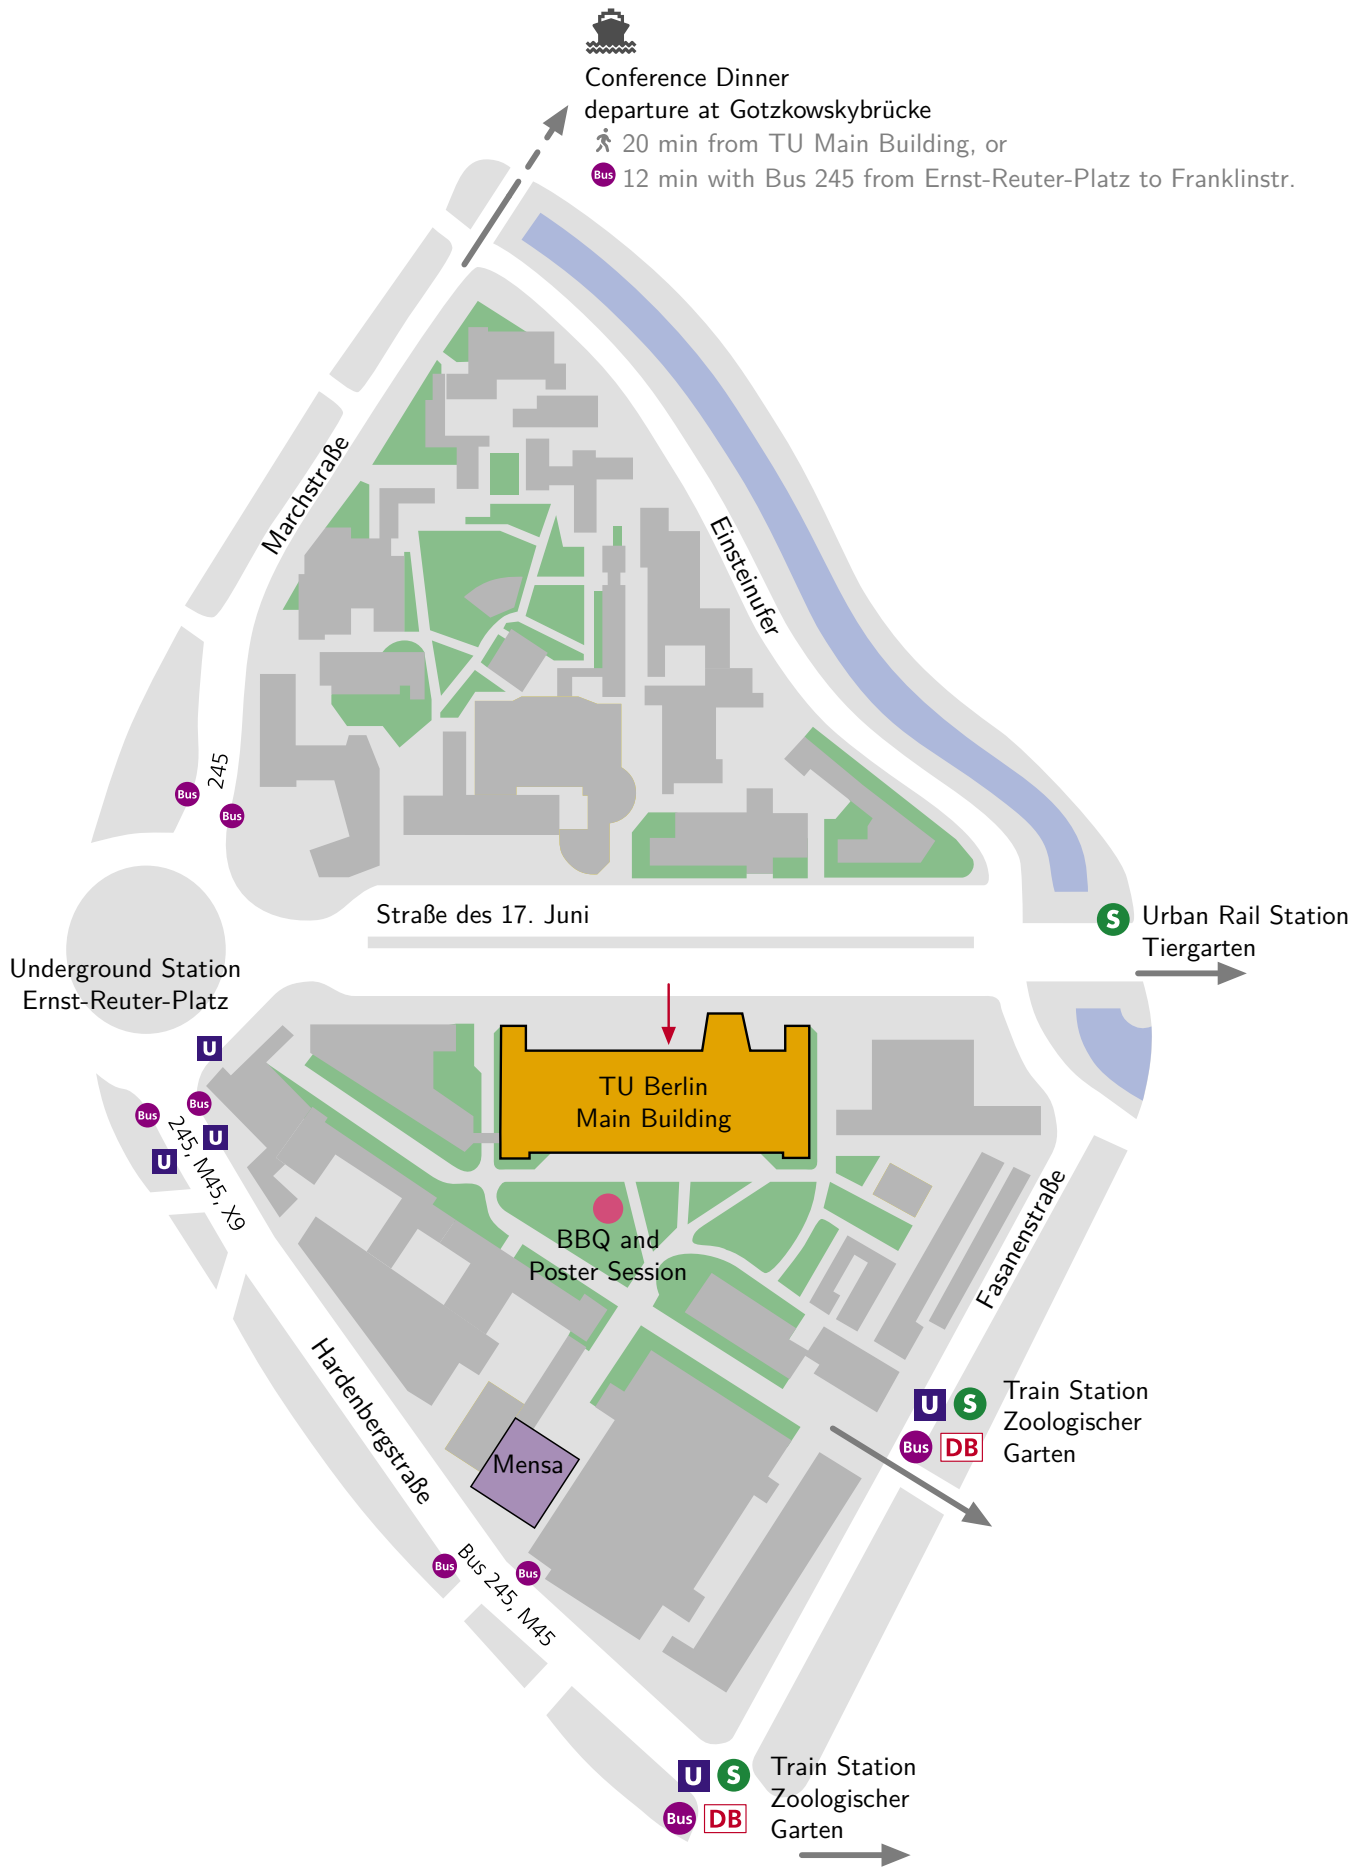 Conference Dinner
departure at Gotzkowskybrücke
20 min from TU Main Building, or
Bus 12 min with Bus 245 from Ernst-Reuter-Platz to Franklinstr.
Marchstraße
Einsteinufer
245
Bus
Bus
Straße des 17. Juni
S Urban Rail Station
Tiergarten
Underground Station
Ernst-Reuter-Platz
U
Bus
Bus
U
U
245, M45, X9
TU Berlin
Main Building
BBQ and
Poster Session
Fasanenstraße
Hardenbergstraße
U S
Bus DB
Train Station
Zoologischer
Garten
Mensa
Bus
Bus
Bus 245, M45
U S
Bus DB
Train Station
Zoologischer
Garten